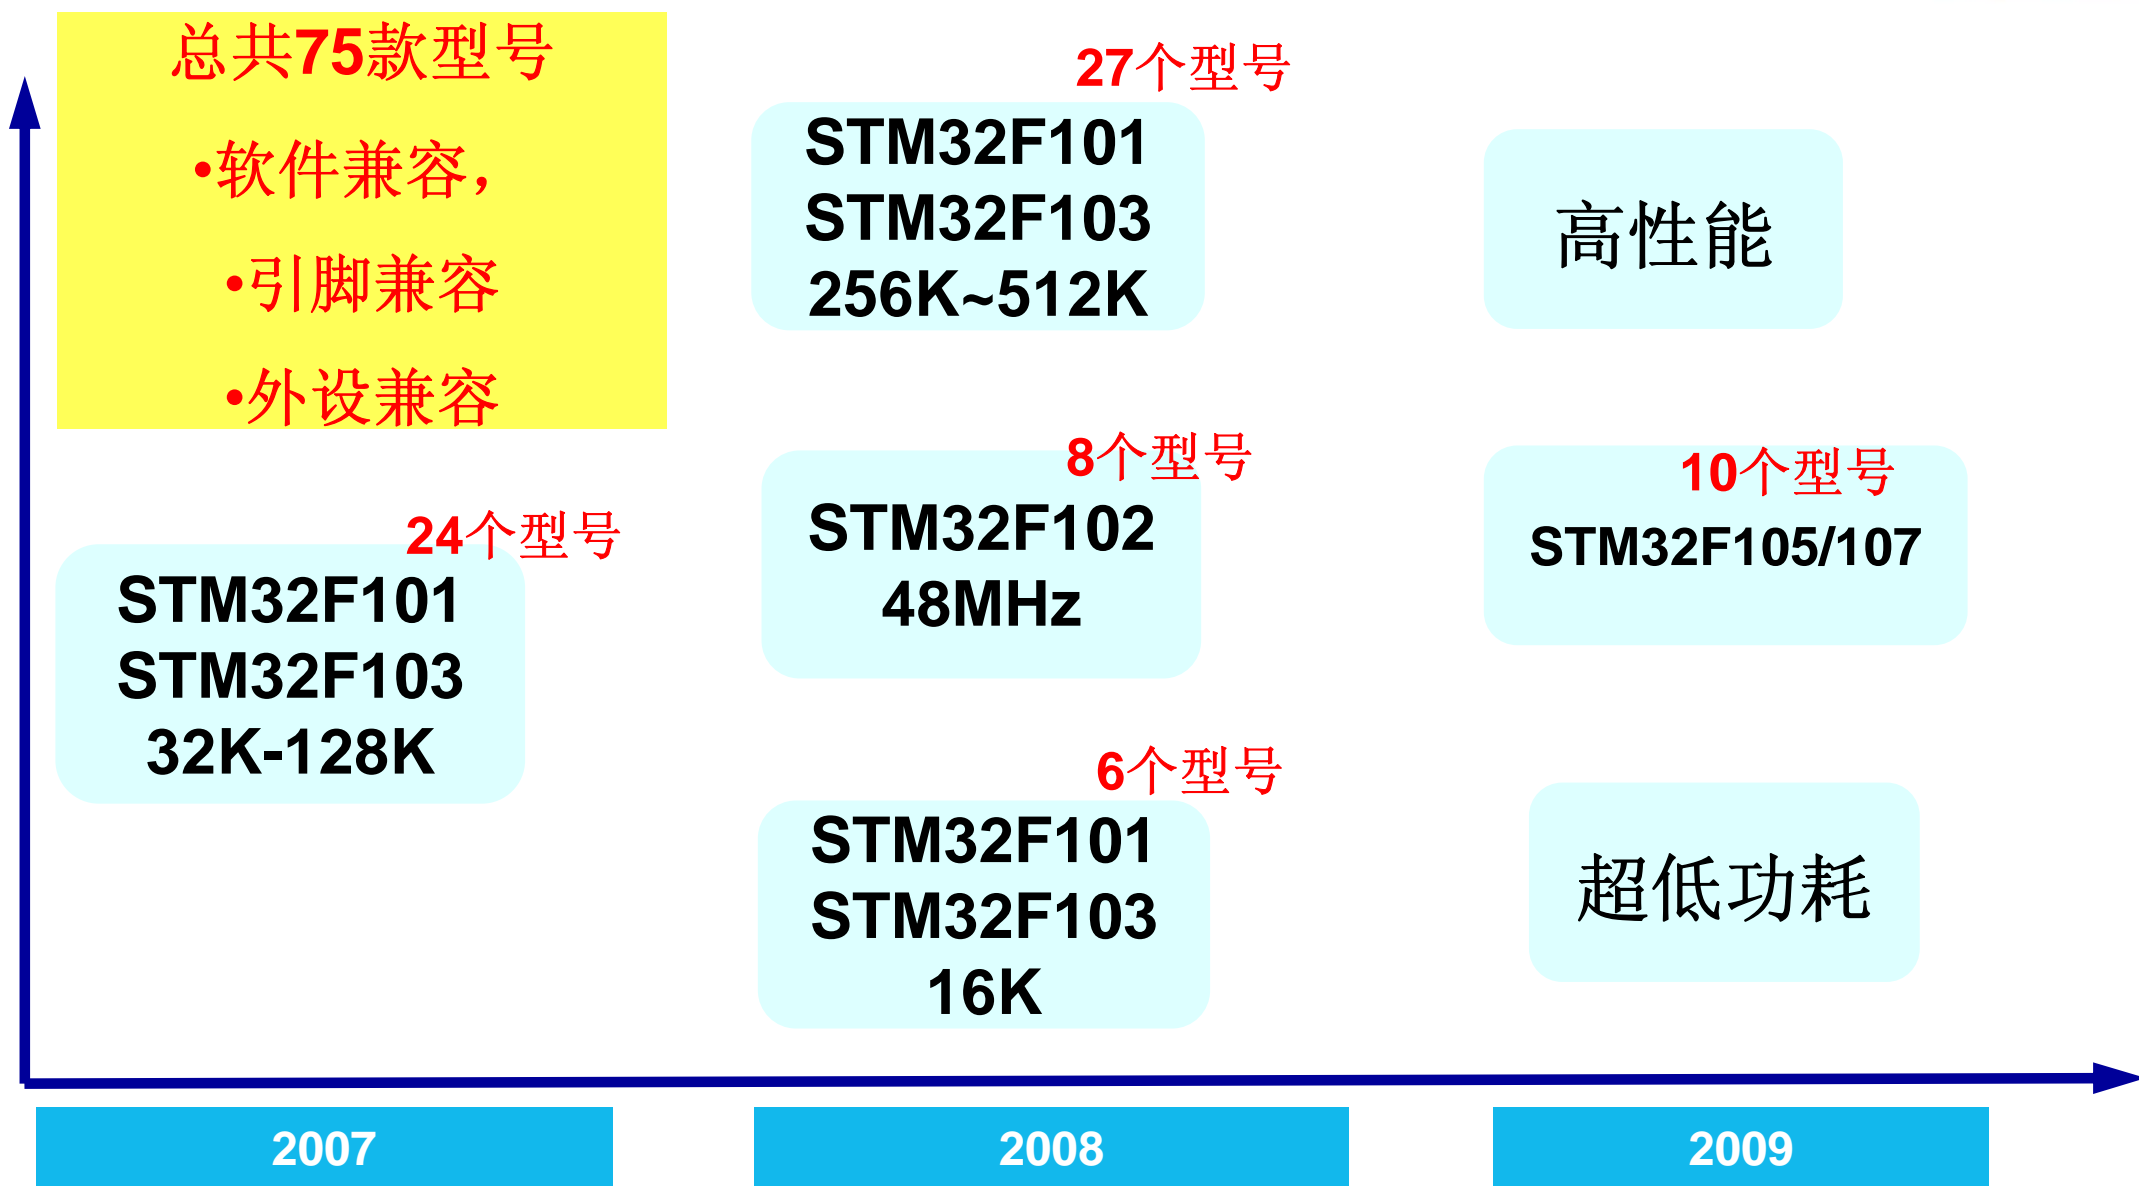 总共75款型号
•软件兼容，
•引脚兼容
•外设兼容
24个型号
STM32F101
STM32F103
32K-128K
27个型号
STM32F101
STM32F103
256K~512K
8个型号
STM32F102
48MHz
6个型号
STM32F101
STM32F103
16K
高性能
10个型号
STM32F105/107
超低功耗
2007
2008
2009